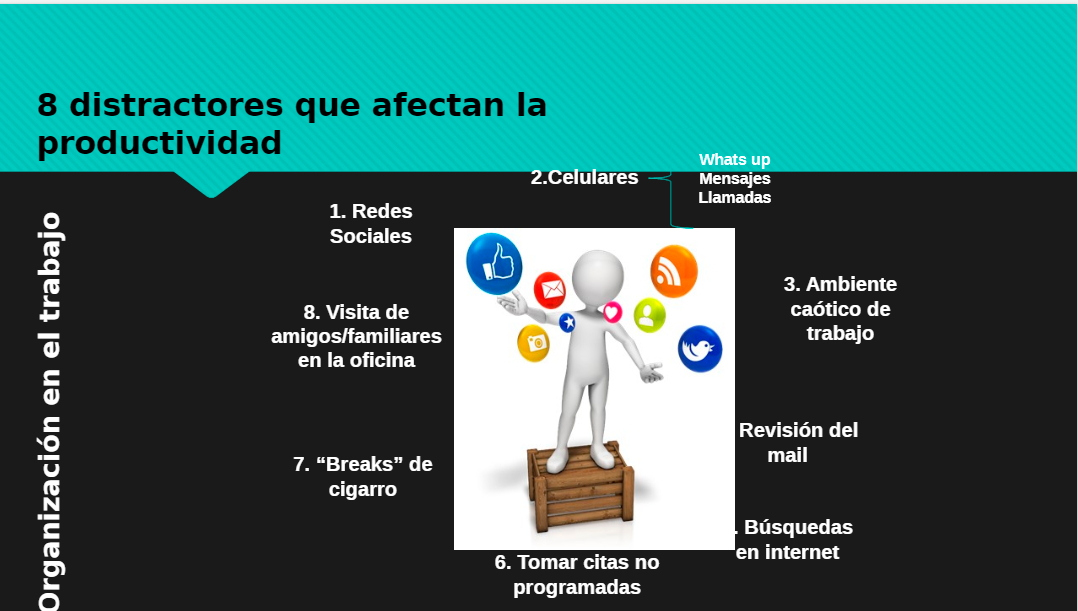 8 distractores que afectan la
productividad
Organización en el trabajo
1. Redes
Sociales
2.Celulares
Whats up
Mensajes
Llamadas
3. Ambiente
caótico de
trabajo
Revisión del
mail
. Búsquedas
en internet
6. Tomar citas no
programadas
7. “Breaks” de
cigarro
8. Visita de
amigos/familiares
en la oficina